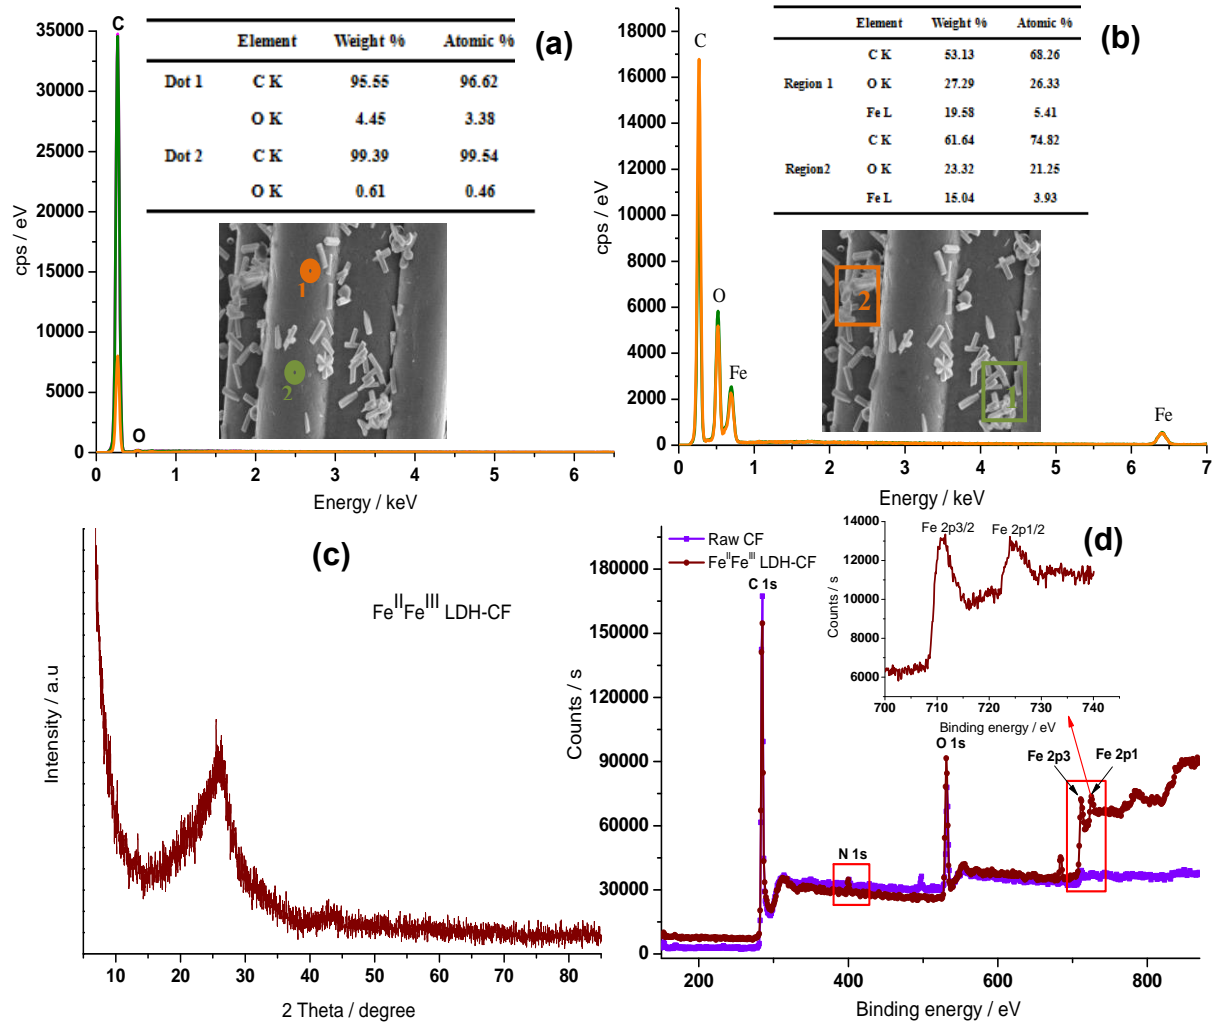 (a)
C
Element Weight % Atomic %
Dot 1 C K 95.55 96.62
O K 4.45 3.38
Dot 2 C K 99.39 99.54
O K 0.61 0.46
1
2
O
35000
30000
25000
20000
15000
10000
5000
0
cps / eV
0 1 2 3 4 5 6
Energy / keV
(b)
C
Element Weight % Atomic %
C K 53.13 68.26
Region 1 O K 27.29 26.33
Fe L 19.58 5.41
C K 61.64 74.82
Region2 O K 23.32 21.25
Fe L 15.04 3.93
2
1
O
Fe
Fe
18000
16000
14000
12000
10000
8000
6000
4000
2000
0
cps / eV
0 1 2 3 4 5 6 7
Energy / keV
(c)
Fe^II Fe^III LDH-CF
Intensity / a.u
10 20 30 40 50 60 70 80
2 Theta / degree
(d)
Raw CF
Fe^II Fe^III LDH-CF
C 1s
N 1s
O 1s
Fe 2p3
Fe 2p1
180000
150000
120000
90000
60000
30000
0
Counts / s
200 400 600 800
Binding energy / eV
Fe 2p3/2 Fe 2p1/2
14000
12000
10000
8000
6000
Counts / s
700 710 720 730 740
Binding energy / eV